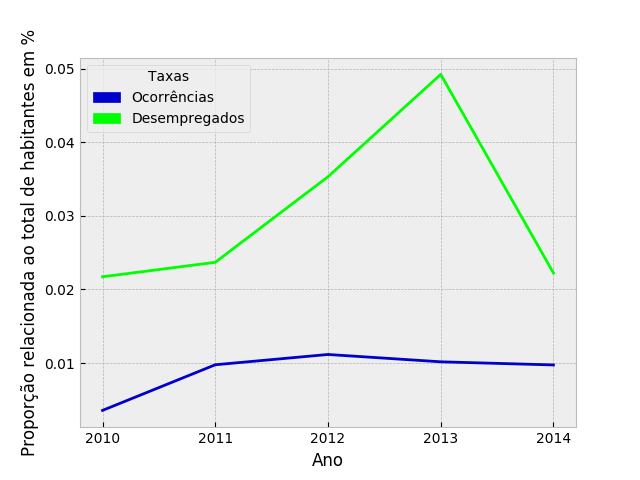 Proporção relacionada ao total de habitantes em %
0.05
0.04
0.03
0.02
0.01
Taxas
Ocorrências
Desempregados
2010 2011 2012 2013 2014
Ano